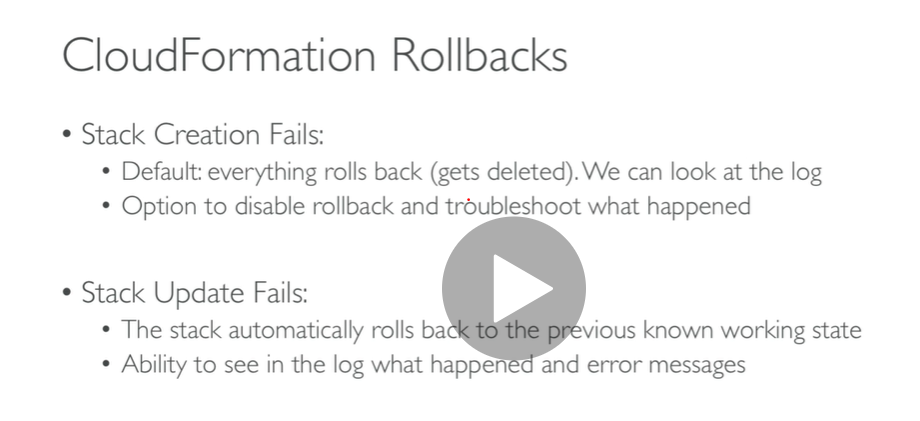 CloudFormation Rollbacks
• Stack Creation Fails:
• Default: everything rolls back (gets deleted). We can look at the log
• Option to disable rollback and troubleshoot what happened
• Stack Update Fails:
• The stack automatically rolls back to the previous known working state
• Ability to see in the log what happened and error messages